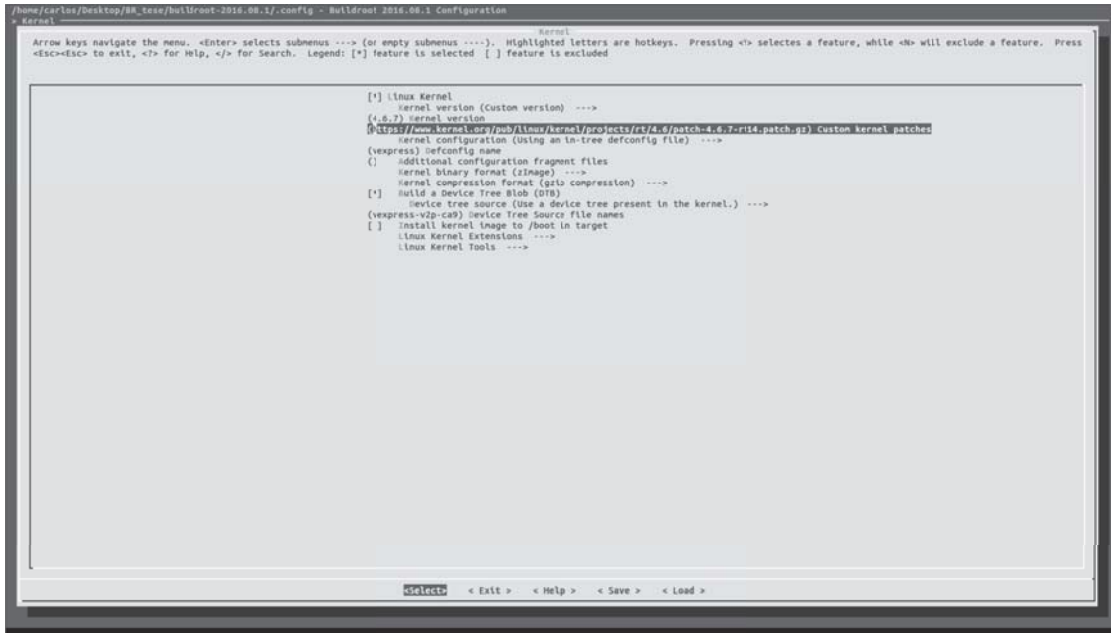 /home/carlos/Desktop/BR_tese/buildroot-2016.08.1/.config - Buildroot 2016.08.1 Configuration
> Kernel
Kernel
Arrow keys navigate the menu. <Enter> selects submenus ---> (or empty submenus ----). Highlighted letters are hotkeys. Pressing <Y> selectes a feature, while <N> will exclude a feature. Press
<Esc><Esc> to exit, <?> for Help, </> for Search. Legend: [*] feature is selected [ ] feature is excluded
[*] Linux Kernel
Kernel version (Custom version) --->
(4.6.7) Kernel version
(https://www.kernel.org/pub/linux/kernel/projects/rt/4.6/patch-4.6.7-rt14.patch.gz) Custom kernel patches
Kernel configuration (Using an in-tree defconfig file) --->
(vexpress) Defconfig name
() Additional configuration fragment files
Kernel binary format (zImage) --->
Kernel compression format (gzip compression) --->
[*] Build a Device Tree Blob (DTB)
Device tree source (Use a device tree present in the kernel.) --->
(vexpress-v2p-ca9) Device Tree Source file names
[ ] Install kernel image to /boot in target
Linux Kernel Extensions --->
Linux Kernel Tools --->
<Select> < Exit > < Help > < Save > < Load >